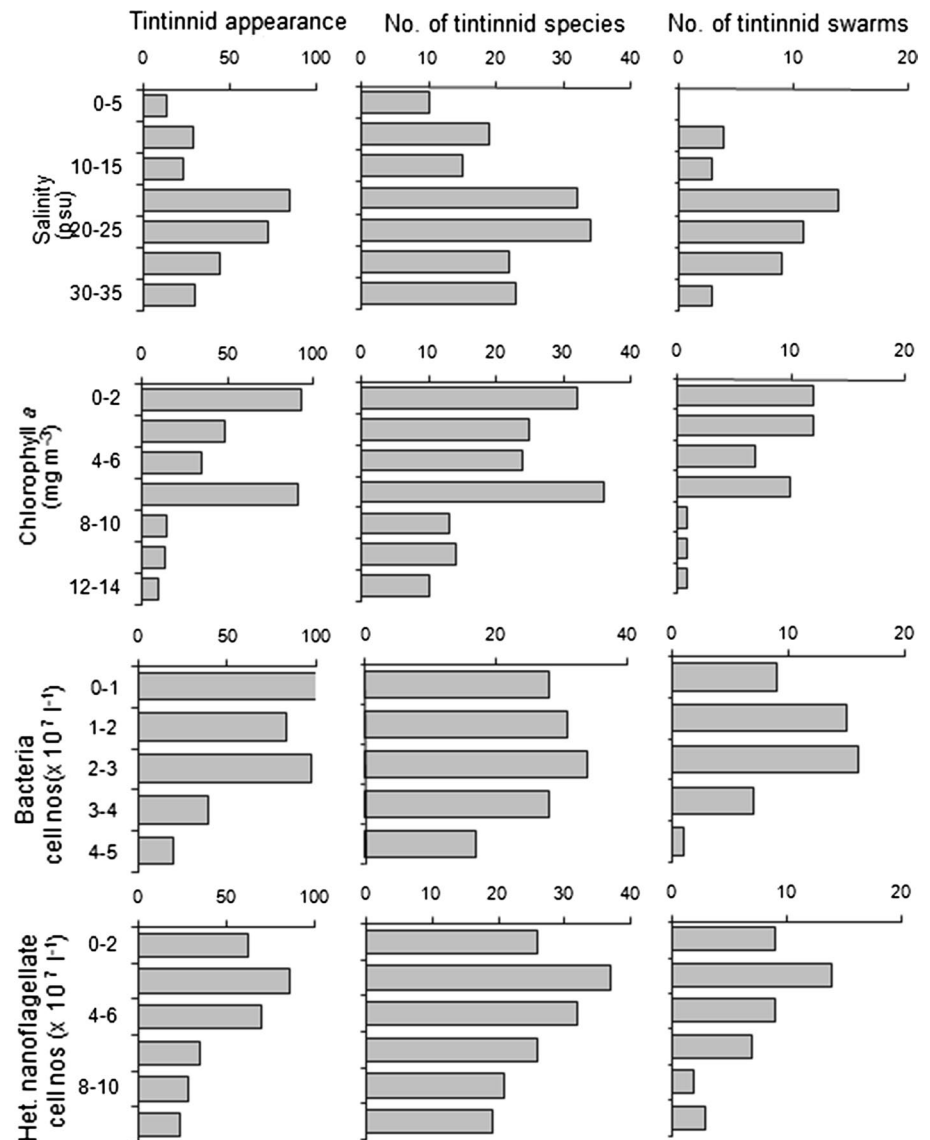 Tintinnid appearance No. of tintinnid species No. of tintinnid swarms
0 50 100 0 10 20 30 40 0 10 20
Salinity
(psu)
0-5
10-15
20-25
30-35
0 50 100 0 10 20 30 40 0 10 20
Chlorophyll a
(mg m-3)
0-2
4-6
8-10
12-14
0 50 100 0 20 40 0 10 20
Bacteria
cell nos(x 10 7 l-1)
0-1
1-2
2-3
3-4
4-5
0 50 100 0 10 20 30 40 0 10 20
Het. nanoflagellate
cell nos (x 10 7 l-1)
0-2
4-6
8-10